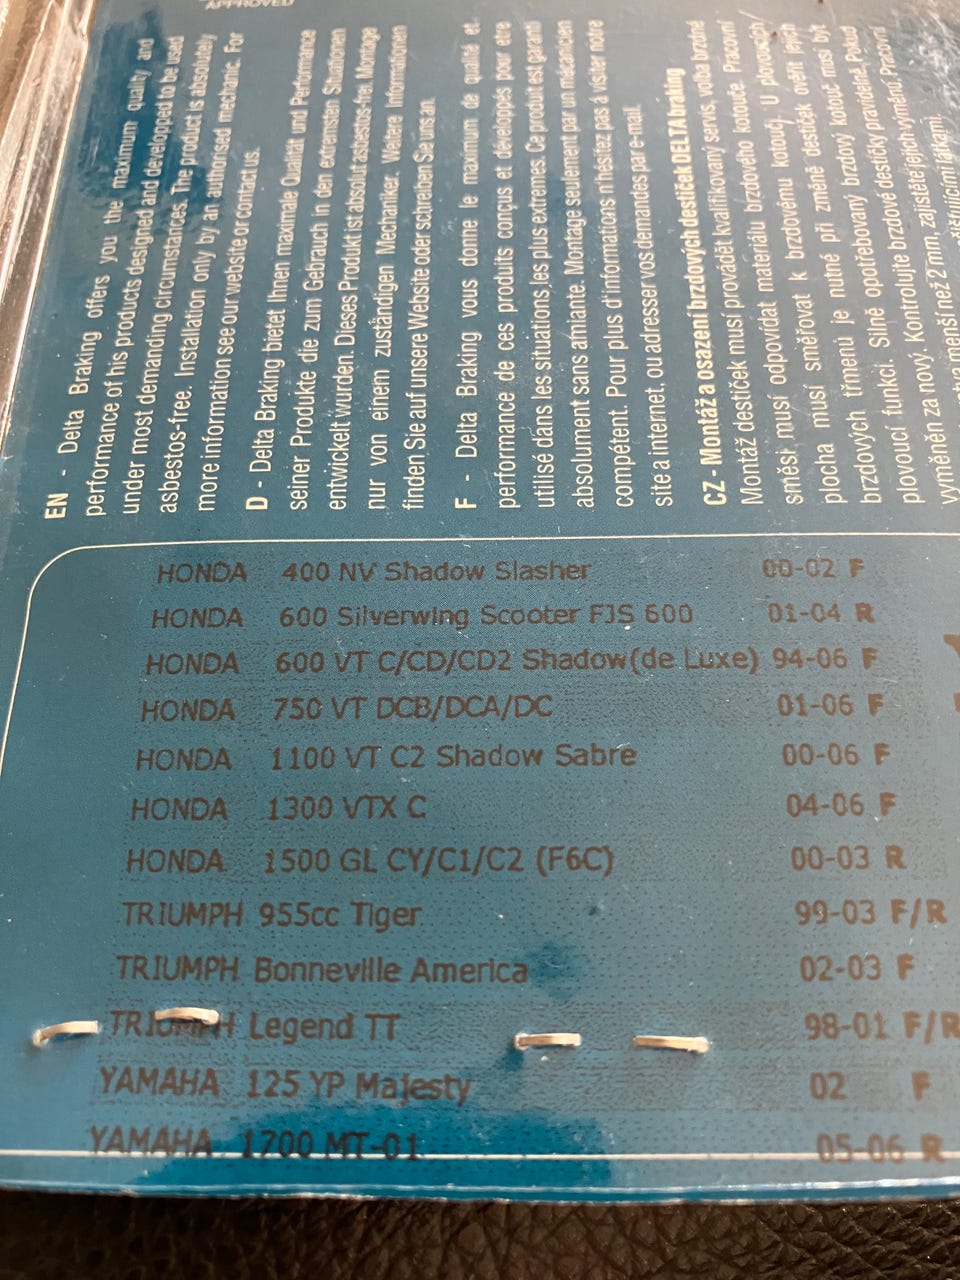 APPROVED
EN - Delta Braking offers you the maximum quality and
performance of his products designed and developped to be used
under most demanding circumstances. The product is absolutely
asbestos-free. Installation only by an authorised mechanic. For
more information see our website or contact us.
D - Delta Braking bietet Ihnen maximale Qualität und Performance
seiner Produkte die zum Gebrauch in den extremsten Situationen
entwickelt wurden. Dieses Produkt ist absolut asbestos-frei. Montage
nur von einem zuständigen Mechaniker. Weitere Informationen
finden Sie auf unsere Website oder schreiben Sie uns an.
F - Delta Braking vous donne le maximum de qualité et
performance de ces produits conçus et développés pour être
utilisé dans les situations les plus extremes. Ce produit est garanti
absolument sans amiante. Montage seulement par un mécanicien
compétent. Pour plus d'informations n'hesitez pas à visier notre
site a internet, ou adresser vos demandes par e-mail.
CZ - Montáž a osazení brzdových destiček DELTA braking
Montáž destiček musí provádět kvalifikovaný servis, volba brzdné
směsi musí odpovídat materiálu brzdového kotouče. Pracovní
plocha musí směřovat k brzdovému kotouči. U plovoucích
brzdových třmenu je nutné při změně destiček ověřit jejich
plovoucí funkci. Silně opotřebovaný brzdový kotouč musí být
vyměněn za nový. Kontrolujte brzdové destičky pravidelně. Pokud
menší než 2 mm, zajistěte jejich výměnu. Pracovní
HONDA 400 NV Shadow Slasher 00-02 F
HONDA 600 Silverwing Scooter FJS 600 01-04 R
HONDA 600 VT C/CD/CD2 Shadow(de Luxe) 94-06 F
HONDA 750 VT DCB/DCA/DC 01-06 F
HONDA 1100 VT C2 Shadow Sabre 00-06 F
HONDA 1300 VTX C 04-06 F
HONDA 1500 GL CY/C1/C2 (F6C) 00-03 R
TRIUMPH 955cc Tiger 99-03 F/R
TRIUMPH Bonneville America 02-03 F
TRIUMPH Legend TT 98-01 F/R
YAMAHA 125 YP Majesty 02 F
YAMAHA 1700 MT-01 05-06 R